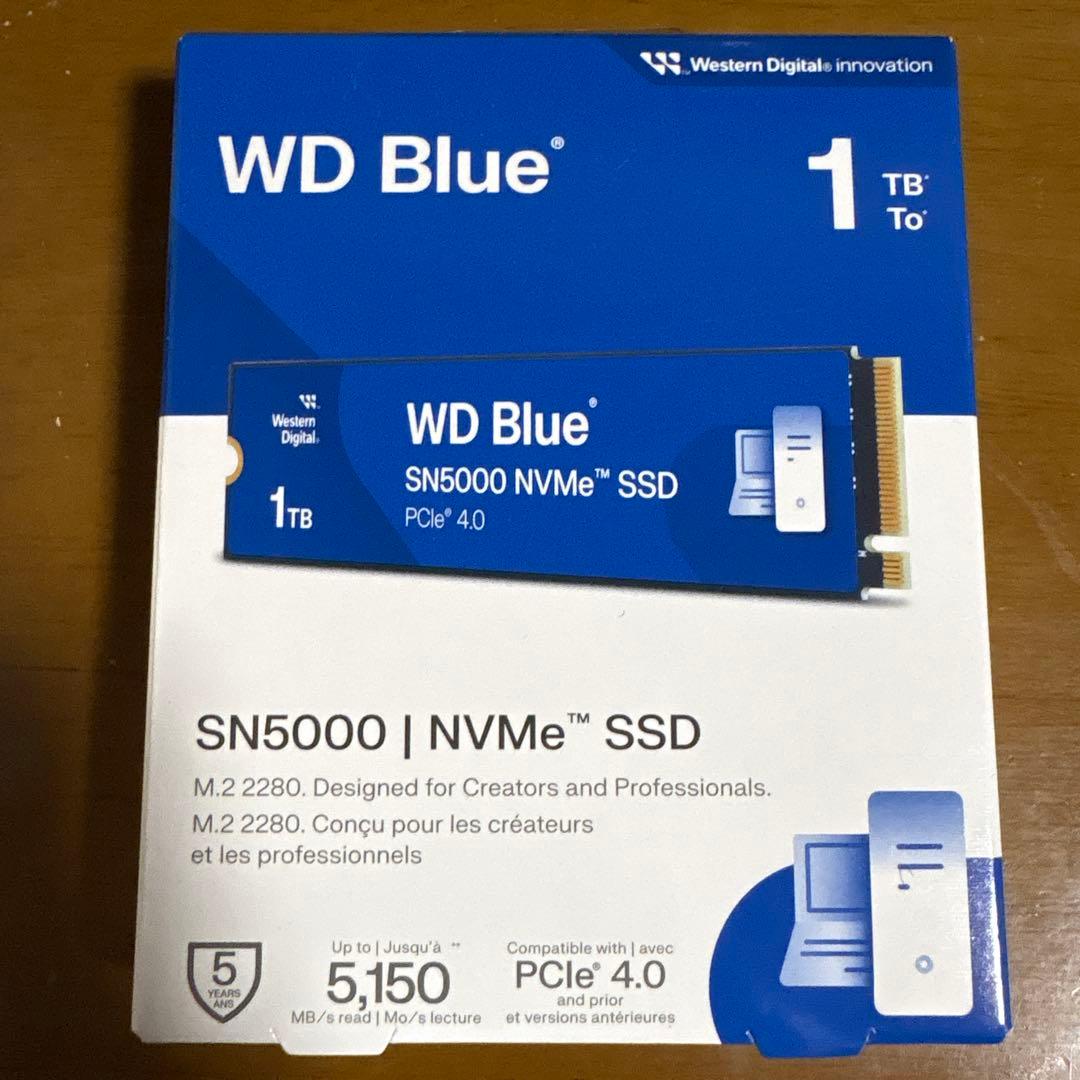 Western Digital® innovation
WD Blue®
1 TB*
To*
Western
Digital®
1TB
WD Blue®
SN5000 NVMe™ SSD
PCIe® 4.0
SN5000 | NVMe™ SSD
M.2 2280. Designed for Creators and Professionals.
M.2 2280. Conçu pour les créateurs
et les professionnels
5
YEARS
ANS
Up to | Jusqu'à **
5,150
MB/s read | Mo/s lecture
Compatible with | avec
PCIe® 4.0
and prior
et versions antérieures